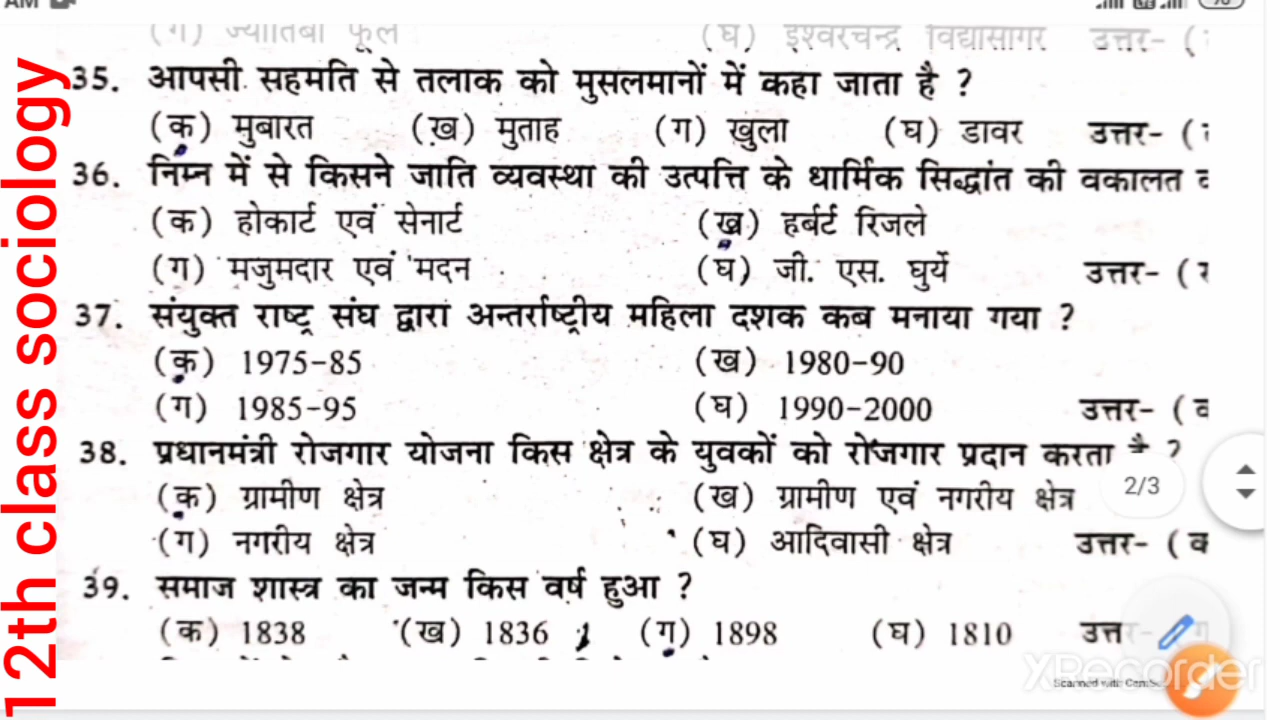 AM
(ग) ज्योतिबा फूले (घ) इश्वरचन्द्र विद्यासागर उत्तर- (
35. आपसी सहमति से तलाक को मुसलमानों में कहा जाता है ?
(क) मुबारत (ख) मुताह (ग) खुला (घ) डावर उत्तर- (
36. निम्न में से किसने जाति व्यवस्था की उत्पत्ति के धार्मिक सिद्धांत की वकालत
(क) होकार्ट एवं सेनार्ट (ख) हर्बर्ट रिजले
(ग) मजुमदार एवं मदन (घ) जी. एस. घुर्ये उत्तर- (
37. संयुक्त राष्ट्र संघ द्वारा अन्तर्राष्ट्रीय महिला दशक कब मनाया गया ?
(क) 1975-85 (ख) 1980-90
(ग) 1985-95 (घ) 1990-2000 उत्तर- (
38. प्रधानमंत्री रोजगार योजना किस क्षेत्र के युवकों को रोजगार प्रदान करता है ?
(क) ग्रामीण क्षेत्र (ख) ग्रामीण एवं नगरीय क्षेत्र
2/3
(ग) नगरीय क्षेत्र (घ) आदिवासी क्षेत्र उत्तर- (
39. समाज शास्त्र का जन्म किस वर्ष हुआ ?
(क) 1838 (ख) 1836 (ग) 1898 (घ) 1810
XRecorder
12th class sociology